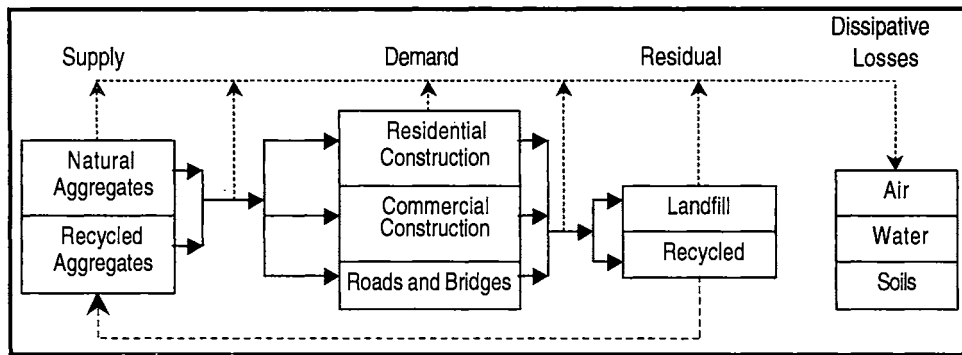 Supply
Demand
Residual
Dissipative
Losses
Natural
Aggregates
Recycled
Aggregates
Residential
Construction
Commercial
Construction
Roads and Bridges
Landfill
Recycled
Air
Water
Soils